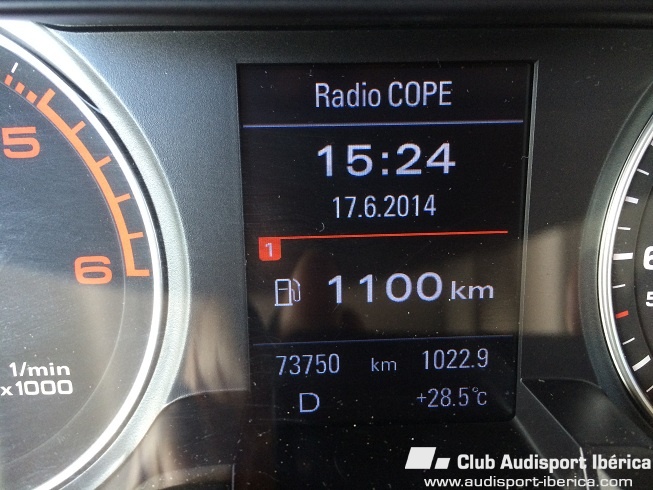 Radio COPE
15:24
17.6.2014
1
1100 km
73750 km 1022.9
D +28.5°C
5
6
1/min
x1000
Club Audisport Ibérica
www.audisport-iberica.com